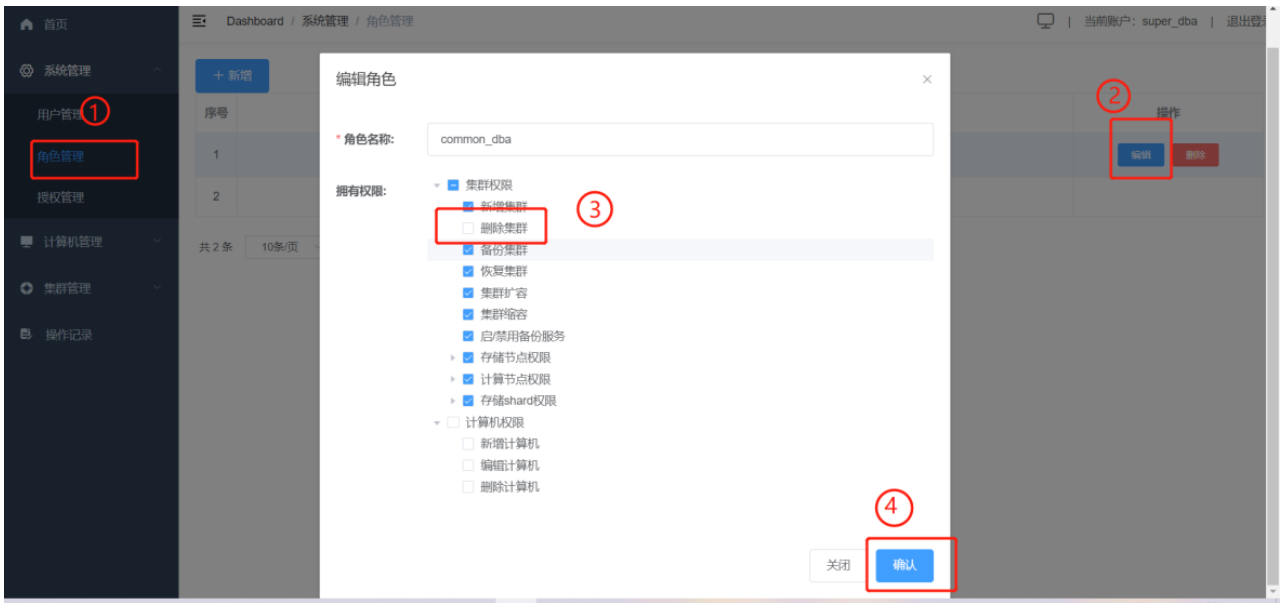 首页
Dashboard / 系统管理 / 角色管理
当前账户: super_dba | 退出登录
系统管理
用户管理
角色管理
授权管理
计算机管理
集群管理
操作记录
+ 新增
序号
操作
1
编辑
删除
2
共 2 条
10条/页
编辑角色
×
* 角色名称:
common_dba
拥有权限:
集群权限
新增集群
删除集群
备份集群
恢复集群
集群扩容
集群缩容
启/禁用备份服务
存储节点权限
计算节点权限
存储shard权限
计算机权限
新增计算机
编辑计算机
删除计算机
关闭
确认
1
2
3
4